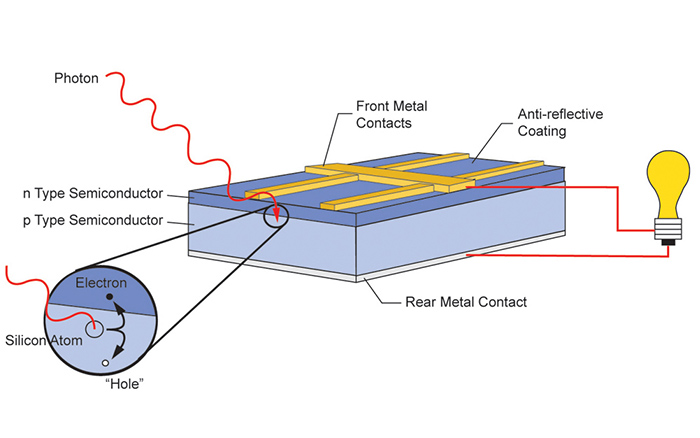 Photon
Front Metal
Contacts
Anti-reflective
Coating
n Type Semiconductor
p Type Semiconductor
Electron
Silicon Atom
"Hole"
Rear Metal Contact